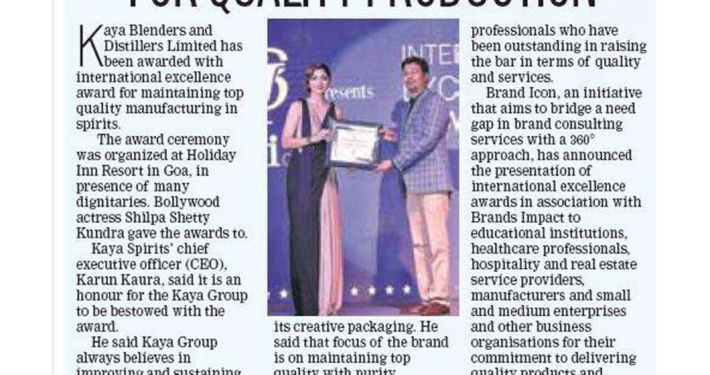 FOR QUALITY PRODUCTION
Kaya Blenders and
Distillers Limited has
been awarded with
international excellence
award for maintaining top
quality manufacturing in
spirits.
The award ceremony
was organized at Holiday
Inn Resort in Goa, in
presence of many
dignitaries. Bollywood
actress Shilpa Shetty
Kundra gave the awards to.
Kaya Spirits' chief
executive officer (CEO),
Karun Kaura, said it is an
honour for the Kaya Group
to be bestowed with the
award.
He said Kaya Group
always believes in
improving and sustaining
presents
INTE
its creative packaging. He
said that focus of the brand
is on maintaining top
quality with purity
professionals who have
been outstanding in raising
the bar in terms of quality
and services.
Brand Icon, an initiative
that aims to bridge a need
gap in brand consulting
services with a 360°
approach, has announced
the presentation of
international excellence
awards in association with
Brands Impact to
educational institutions,
healthcare professionals,
hospitality and real estate
service providers,
manufacturers and small
and medium enterprises
and other business
organisations for their
commitment to delivering
quality products and